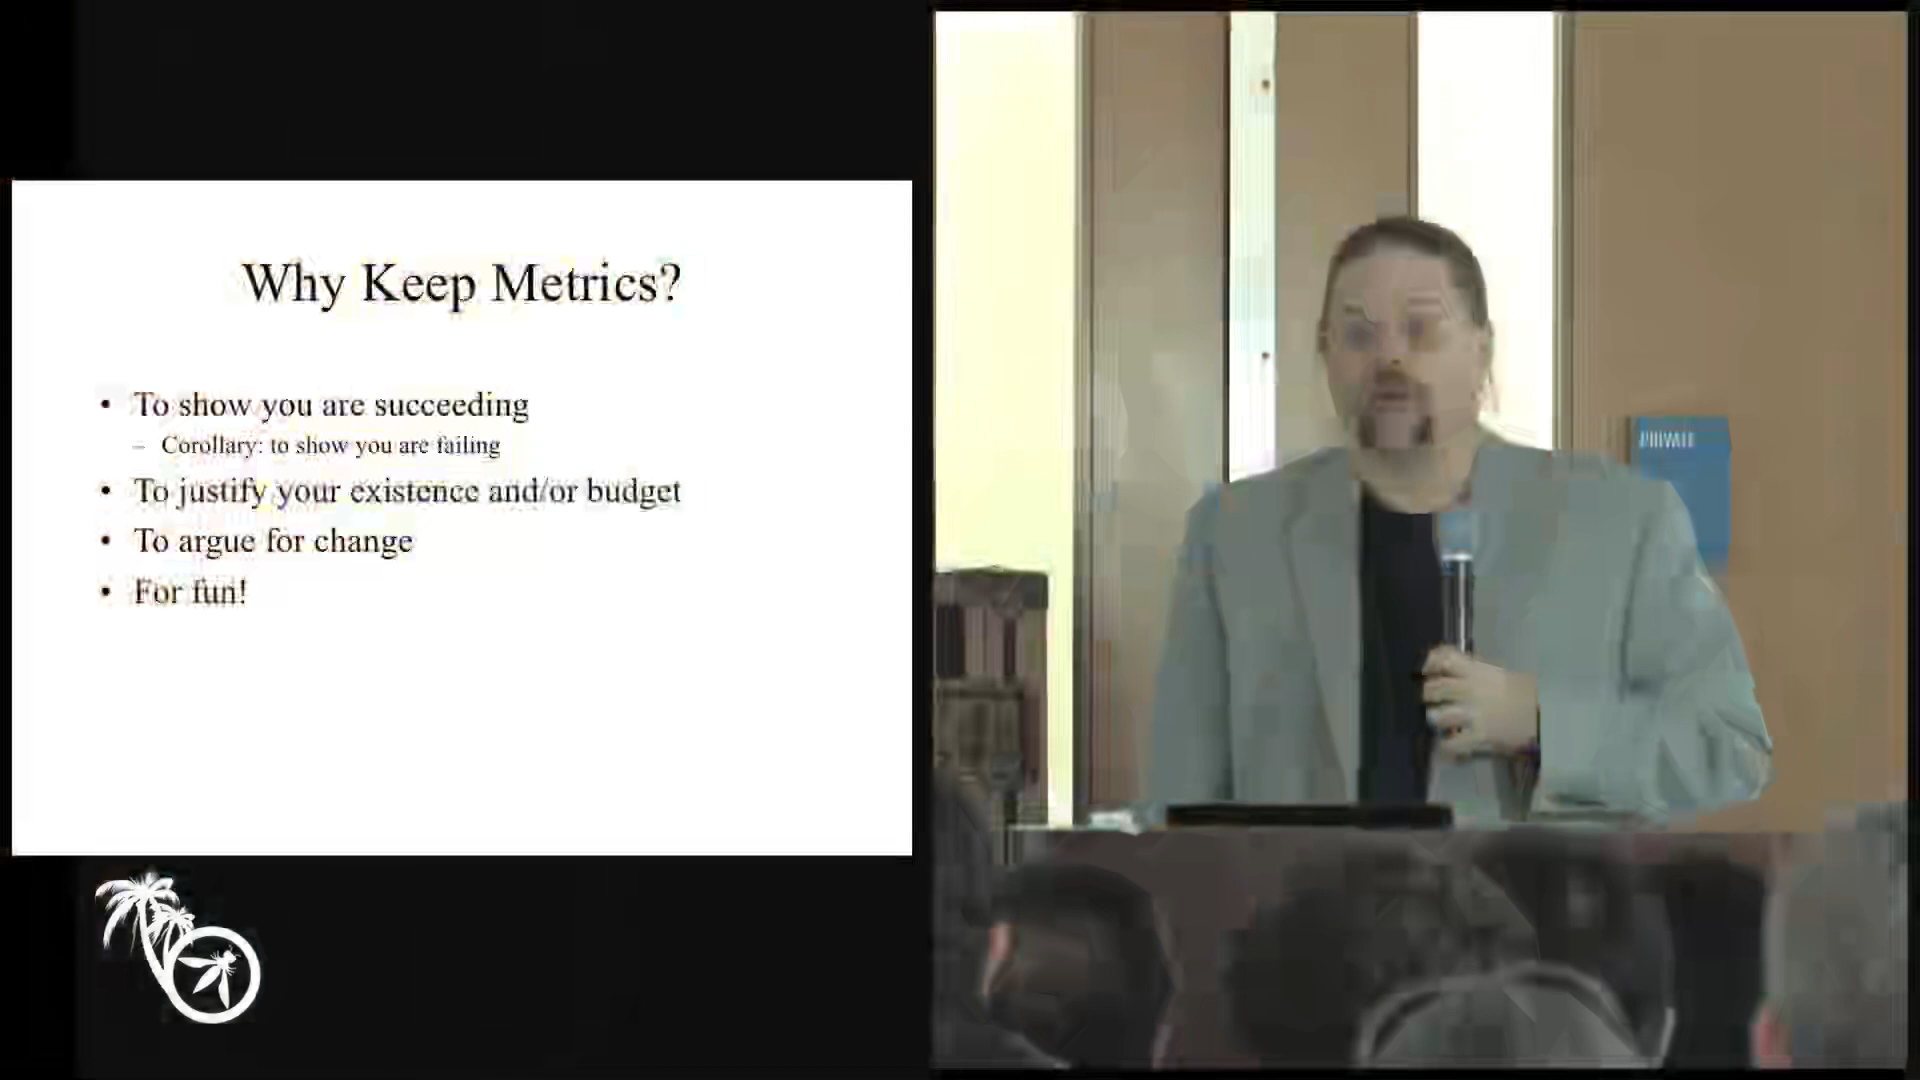 Why Keep Metrics?
• To show you are succeeding
– Corollary: to show you are failing
• To justify your existence and/or budget
• To argue for change
• For fun!
PRIVATE